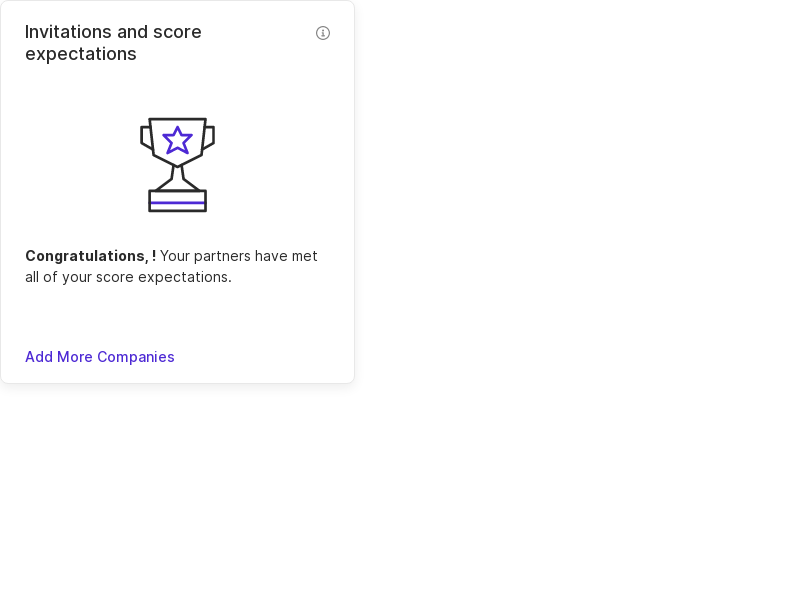 Invitations and score
expectations
Congratulations, ! Your partners have met
all of your score expectations.
Add More Companies